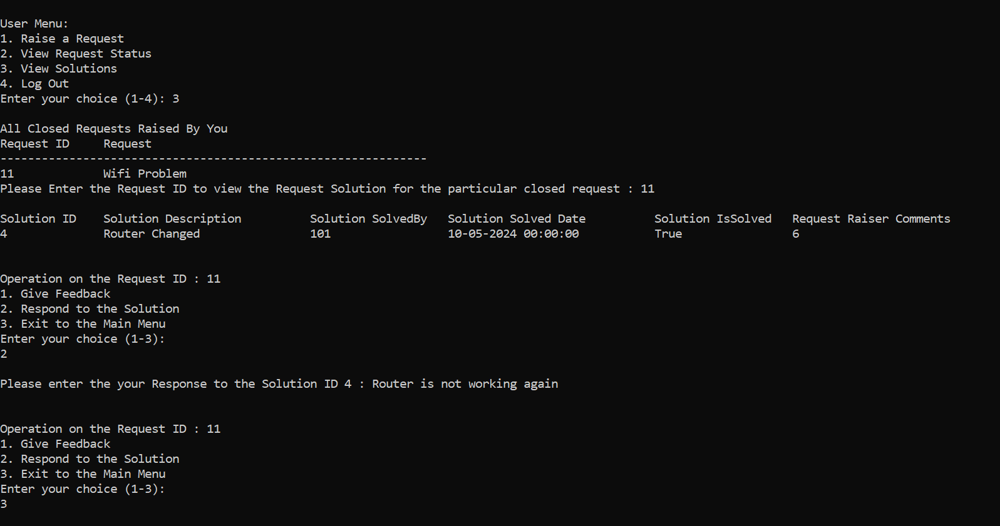 User Menu:
1. Raise a Request
2. View Request Status
3. View Solutions
4. Log Out
Enter your choice (1-4): 3
All Closed Requests Raised By You
Request ID     Request
--------------------------------------------------------------
11             Wifi Problem
Please Enter the Request ID to view the Request Solution for the particular closed request : 11
Solution ID    Solution Description          Solution SolvedBy   Solution Solved Date          Solution IsSolved   Request Raiser Comments
4              Router Changed                101                 10-05-2024 00:00:00           True                6
Operation on the Request ID : 11
1. Give Feedback
2. Respond to the Solution
3. Exit to the Main Menu
Enter your choice (1-3):
2
Please enter the your Response to the Solution ID 4 : Router is not working again
Operation on the Request ID : 11
1. Give Feedback
2. Respond to the Solution
3. Exit to the Main Menu
Enter your choice (1-3):
3